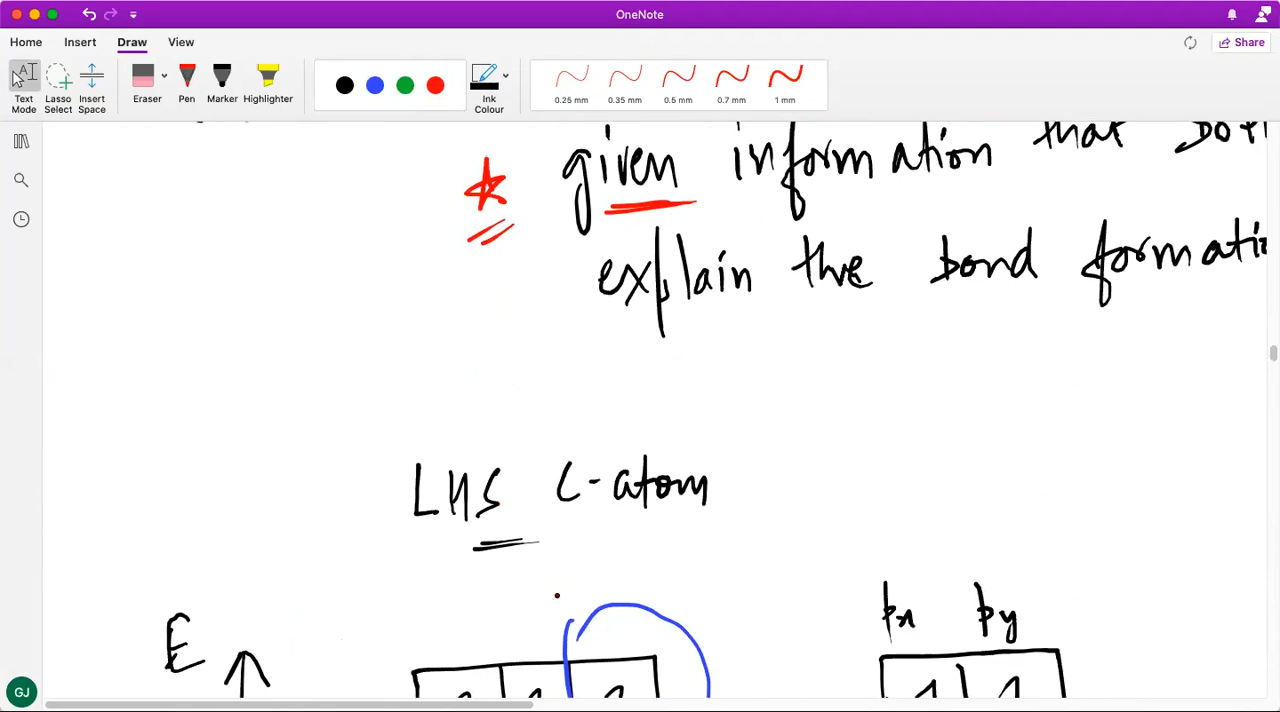 OneNote
Home Insert Draw View
Share
Text Mode
Lasso Select
Insert Space
Eraser
Pen
Marker
Highlighter
Ink Colour
0.25 mm
0.35 mm
0.5 mm
0.7 mm
1 mm
given information that
explain the bond formati
LHS C-atom
E
px py
GJ